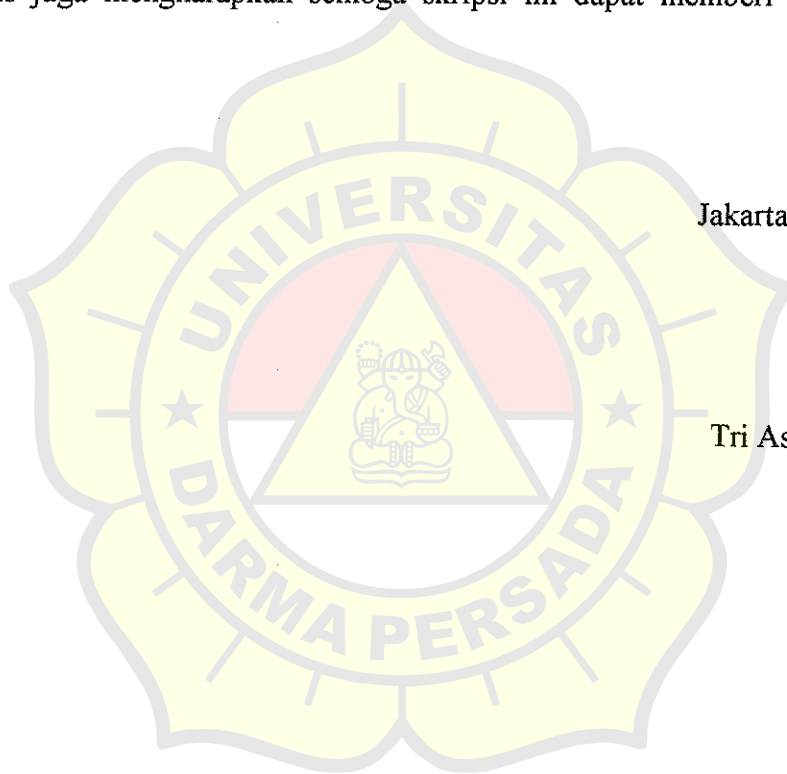 juga mengharapkan semoga skripsi ini dapat memberi
Jakarta
Tri As
UNIVERSITAS
DARMA PERSADA